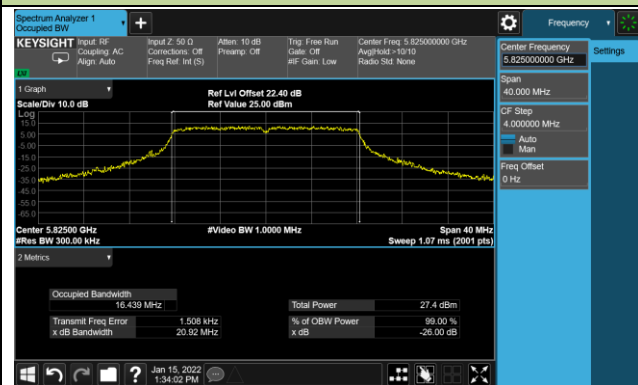 Spectrum Analyzer 1
Occupied BW
Frequency
KEYSIGHT
Input: RF
Coupling: AC
Align: Auto
Input Z: 50 Ω
Corrections: Off
Freq Ref: Int (S)
Atten: 10 dB
Preamp: Off
Trig: Free Run
Gate: Off
#IF Gain: Low
Center Freq: 5.825000000 GHz
Avg|Hold:>10/10
Radio Std: None
Center Frequency
5.825000000 GHz
Settings
Span
40.000 MHz
CF Step
4.000000 MHz
Auto
Man
Freq Offset
0 Hz
1 Graph
Scale/Div 10.0 dB
Ref Lvl Offset 22.40 dB
Ref Value 25.00 dBm
Log
15.0
5.00
-5.00
-15.0
-25.0
-35.0
-45.0
-55.0
-65.0
Center 5.82500 GHz
#Video BW 1.0000 MHz
Span 40 MHz
#Res BW 300.00 kHz
Sweep 1.07 ms (2001 pts)
2 Metrics
Occupied Bandwidth
16.439 MHz
Total Power 27.4 dBm
Transmit Freq Error 1.508 kHz
% of OBW Power 99.00 %
x dB Bandwidth 20.92 MHz
x dB -26.00 dB
Jan 15, 2022
1:34:02 PM